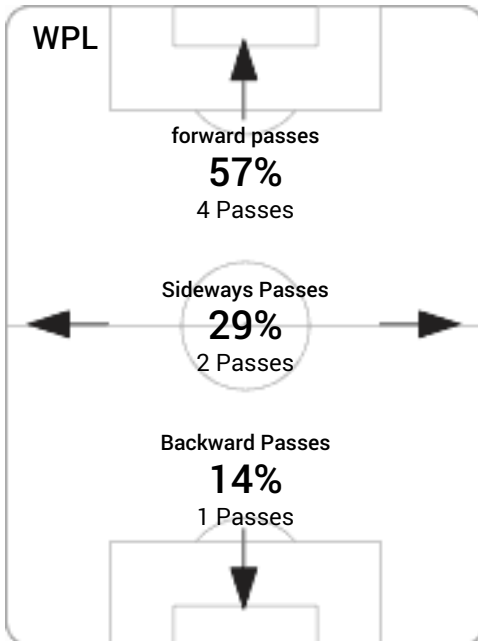 WPL
forward passes
57%
4 Passes
Sideways Passes
29%
2 Passes
Backward Passes
14%
1 Passes